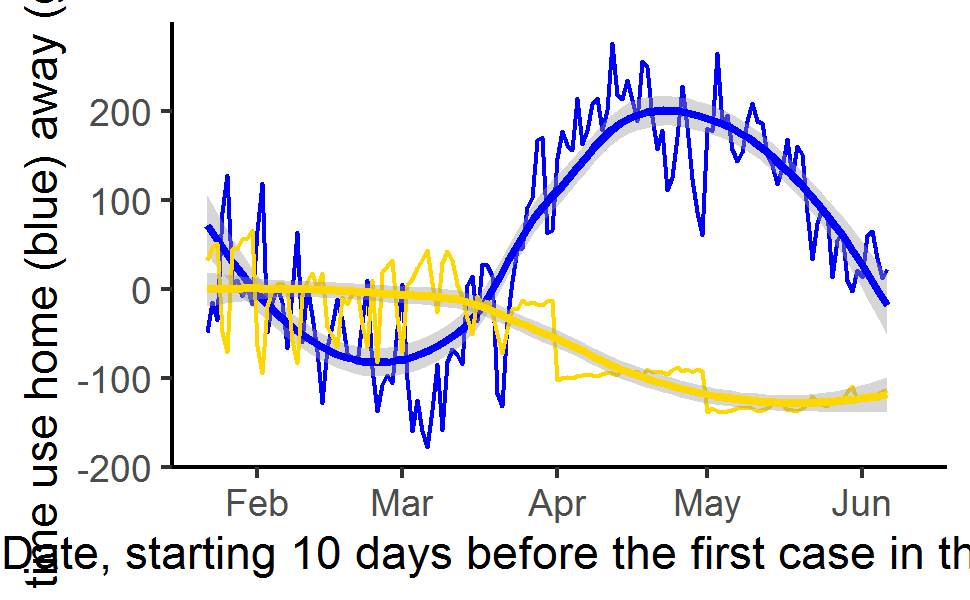 time use home (blue) away (
200
100
0
-100
-200
Feb Mar Apr May Jun
Date, starting 10 days before the first case in th